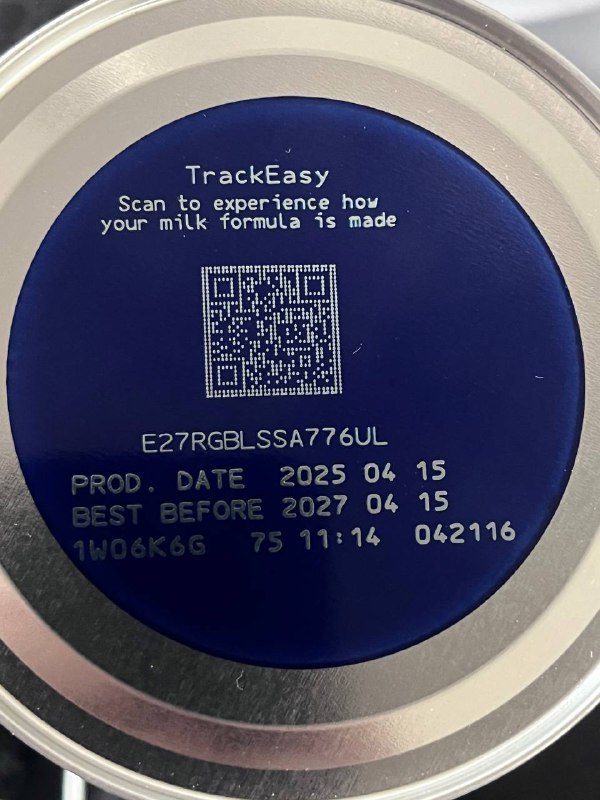 TrackEasy
Scan to experience how
your milk formula is made
E27RGBLSSA776UL
PROD. DATE 2025 04 15
BEST BEFORE 2027 04 15
1W06K6G 75 11:14 042116